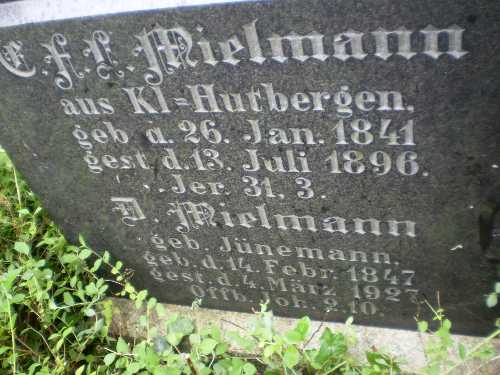 C. F. L. Mielmann
aus Kl=Hutbergen.
geb d. 26. Jan. 1841
gest. d. 13. Juli 1896.
Jer. 31, 3
D. Mielmann
geb. Jünemann.
geb. d. 14. Febr. 1847
gest. d. 4. März
Offb. Joh. 2, 10.